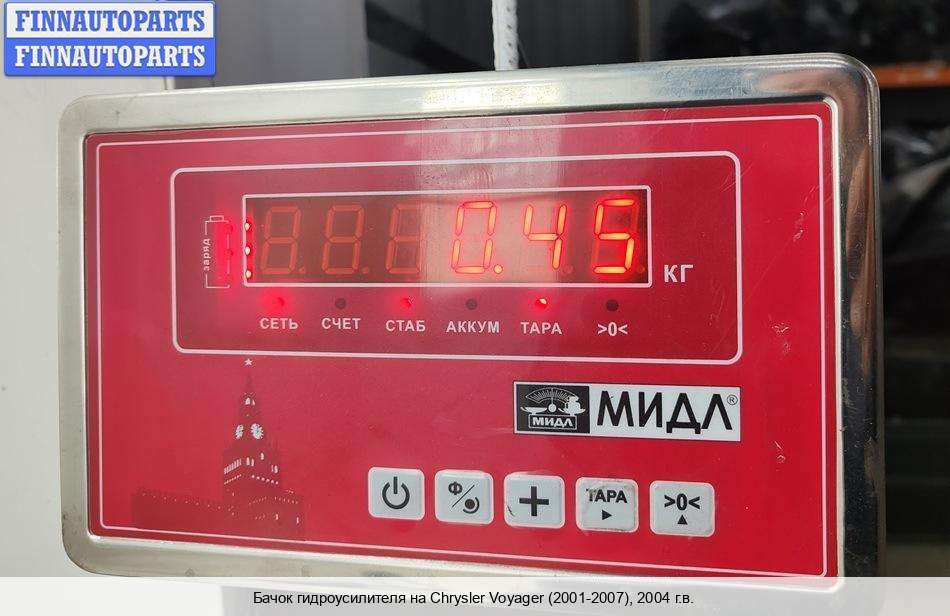 FINNAUTOPARTS
FINNAUTOPARTS
заряд
0.45
КГ
СЕТЬ СЧЕТ СТАБ АККУМ ТАРА >0<
МИДЛ
МИДЛ®
Ф/
ТАРА
>0<
Бачок гидроусилителя на Chrysler Voyager (2001-2007), 2004 г.в.